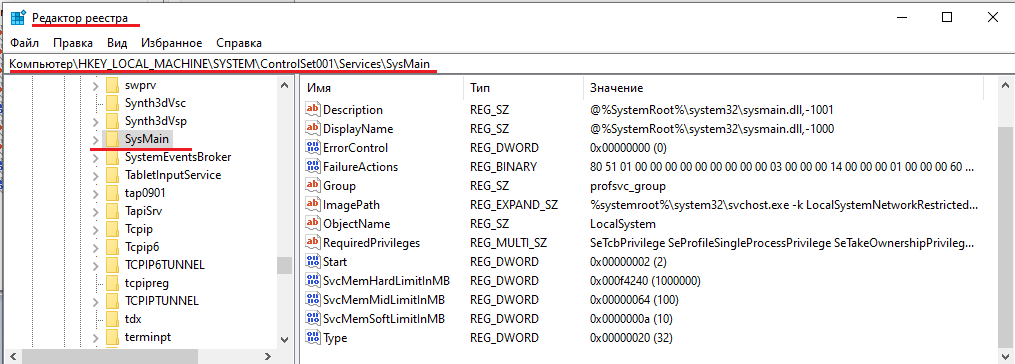 Редактор реестра
Файл Правка Вид Избранное Справка
Компьютер\HKEY_LOCAL_MACHINE\SYSTEM\ControlSet001\Services\SysMain
swprv
Synth3dVsc
Synth3dVsp
SysMain
SystemEventsBroker
TabletInputService
tap0901
TapiSrv
Tcpip
Tcpip6
TCPIP6TUNNEL
tcpipreg
TCPIPTUNNEL
tdx
terminpt
Имя Тип Значение
Description REG_SZ @%SystemRoot%\system32\sysmain.dll,-1001
DisplayName REG_SZ @%SystemRoot%\system32\sysmain.dll,-1000
ErrorControl REG_DWORD 0x00000000 (0)
FailureActions REG_BINARY 80 51 01 00 00 00 00 00 00 00 00 00 03 00 00 00 14 00 00 00 01 00 00 00 60 ...
Group REG_SZ profsvc_group
ImagePath REG_EXPAND_SZ %systemroot%\system32\svchost.exe -k LocalSystemNetworkRestricted...
ObjectName REG_SZ LocalSystem
RequiredPrivileges REG_MULTI_SZ SeTcbPrivilege SeProfileSingleProcessPrivilege SeTakeOwnershipPrivileg...
Start REG_DWORD 0x00000002 (2)
SvcMemHardLimitInMB REG_DWORD 0x000f4240 (1000000)
SvcMemMidLimitInMB REG_DWORD 0x00000064 (100)
SvcMemSoftLimitInMB REG_DWORD 0x0000000a (10)
Type REG_DWORD 0x00000020 (32)